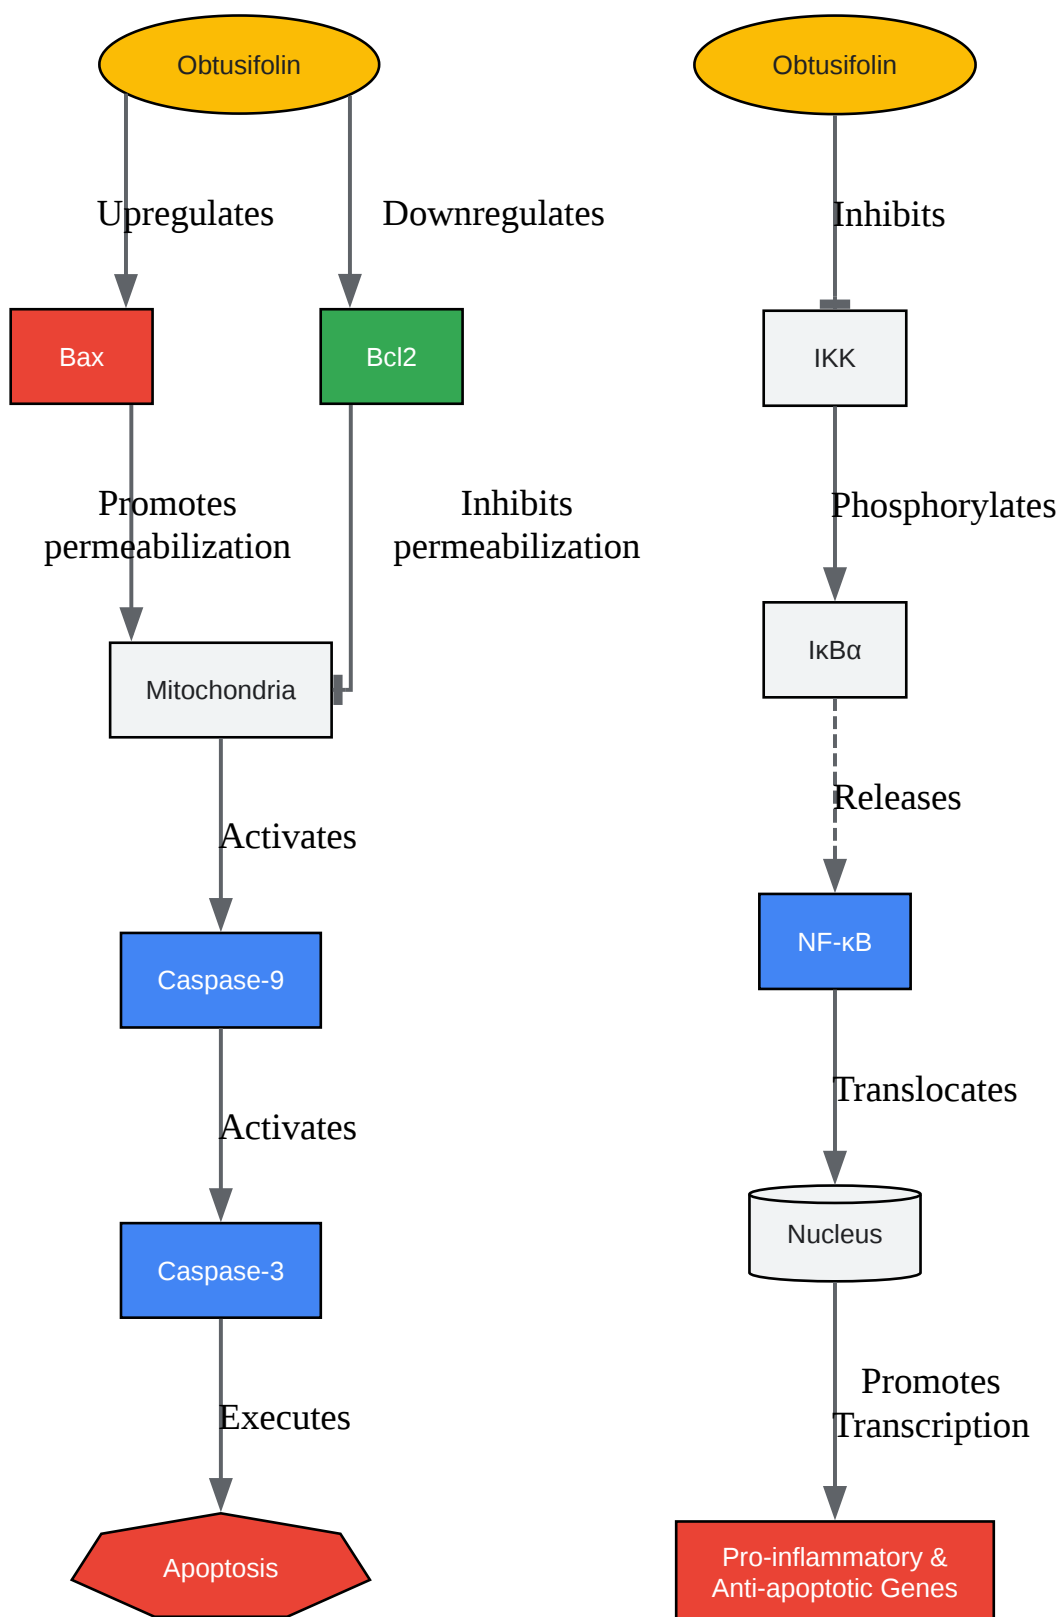 Obtusifolin
Upregulates
Downregulates
Bax
Bcl2
Promotes
permeabilization
Inhibits
permeabilization
Mitochondria
Activates
Caspase-9
Activates
Caspase-3
Executes
Apoptosis
Obtusifolin
Inhibits
IKK
Phosphorylates
IκBα
Releases
NF-κB
Translocates
Nucleus
Promotes
Transcription
Pro-inflammatory &
Anti-apoptotic Genes